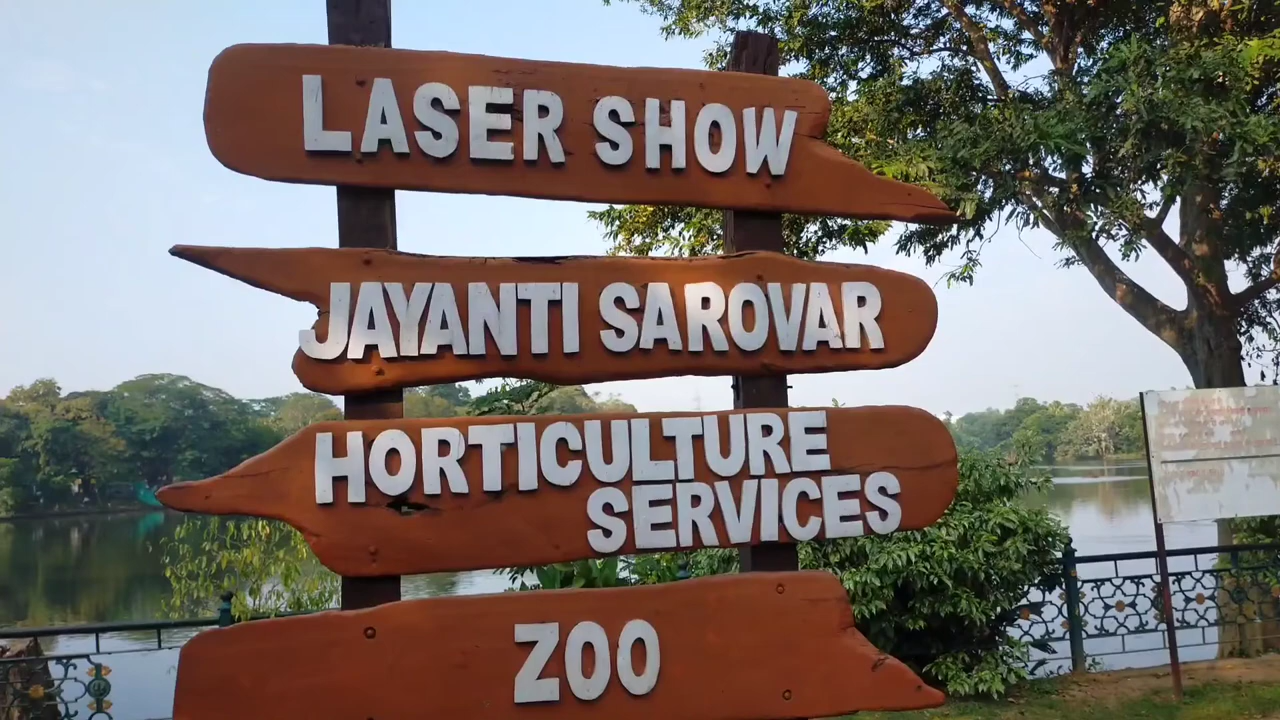 LASER SHOW
JAYANTI SAROVAR
HORTICULTURE
SERVICES
ZOO